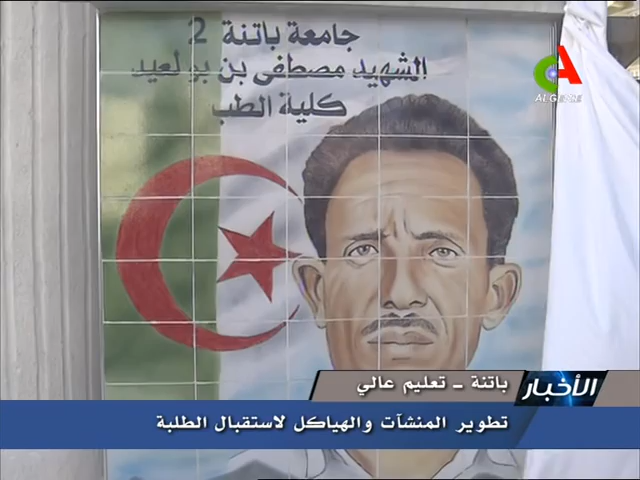 جامعة باتنة 2
الشهيد مصطفى بن بولعيد
كلية الطب
ALGERIE
باتنة - تعليم عالي
الأخبار
تطوير المنشآت والهياكل لاستقبال الطلبة